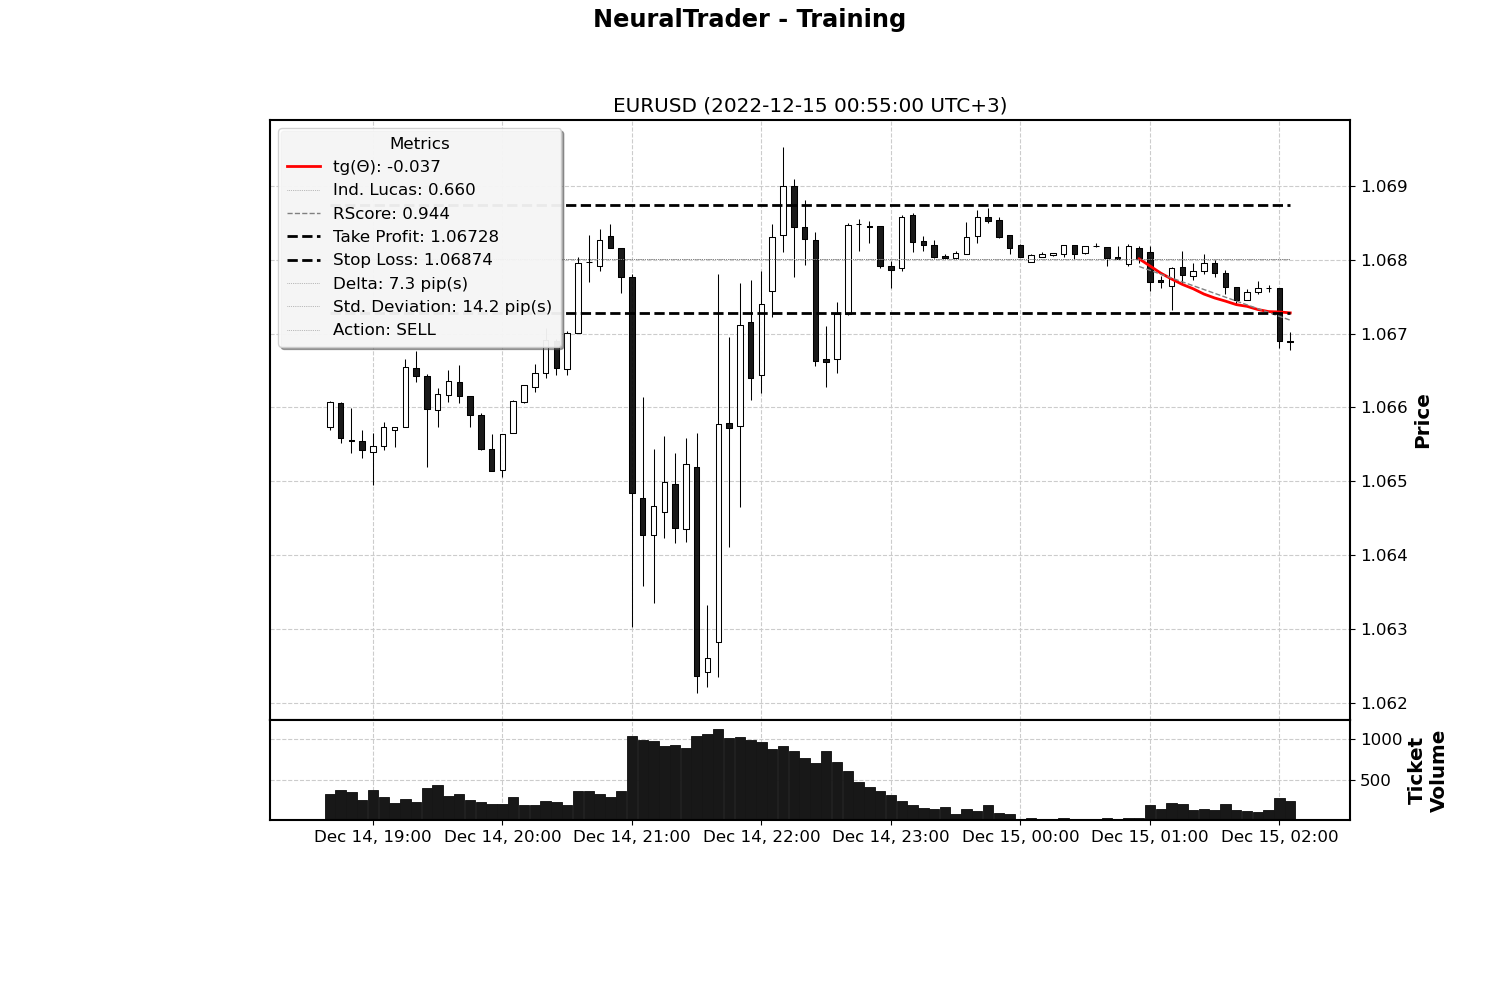 NeuralTrader - Training
EURUSD (2022-12-15 00:55:00 UTC+3)
Metrics
tg(Θ): -0.037
Ind. Lucas: 0.660
RScore: 0.944
Take Profit: 1.06728
Stop Loss: 1.06874
Delta: 7.3 pip(s)
Std. Deviation: 14.2 pip(s)
Action: SELL
1.069
1.068
1.067
1.066
1.065
1.064
1.063
1.062
Price
1000
500
Ticket
Volume
Dec 14, 19:00
Dec 14, 20:00
Dec 14, 21:00
Dec 14, 22:00
Dec 14, 23:00
Dec 15, 00:00
Dec 15, 01:00
Dec 15, 02:00